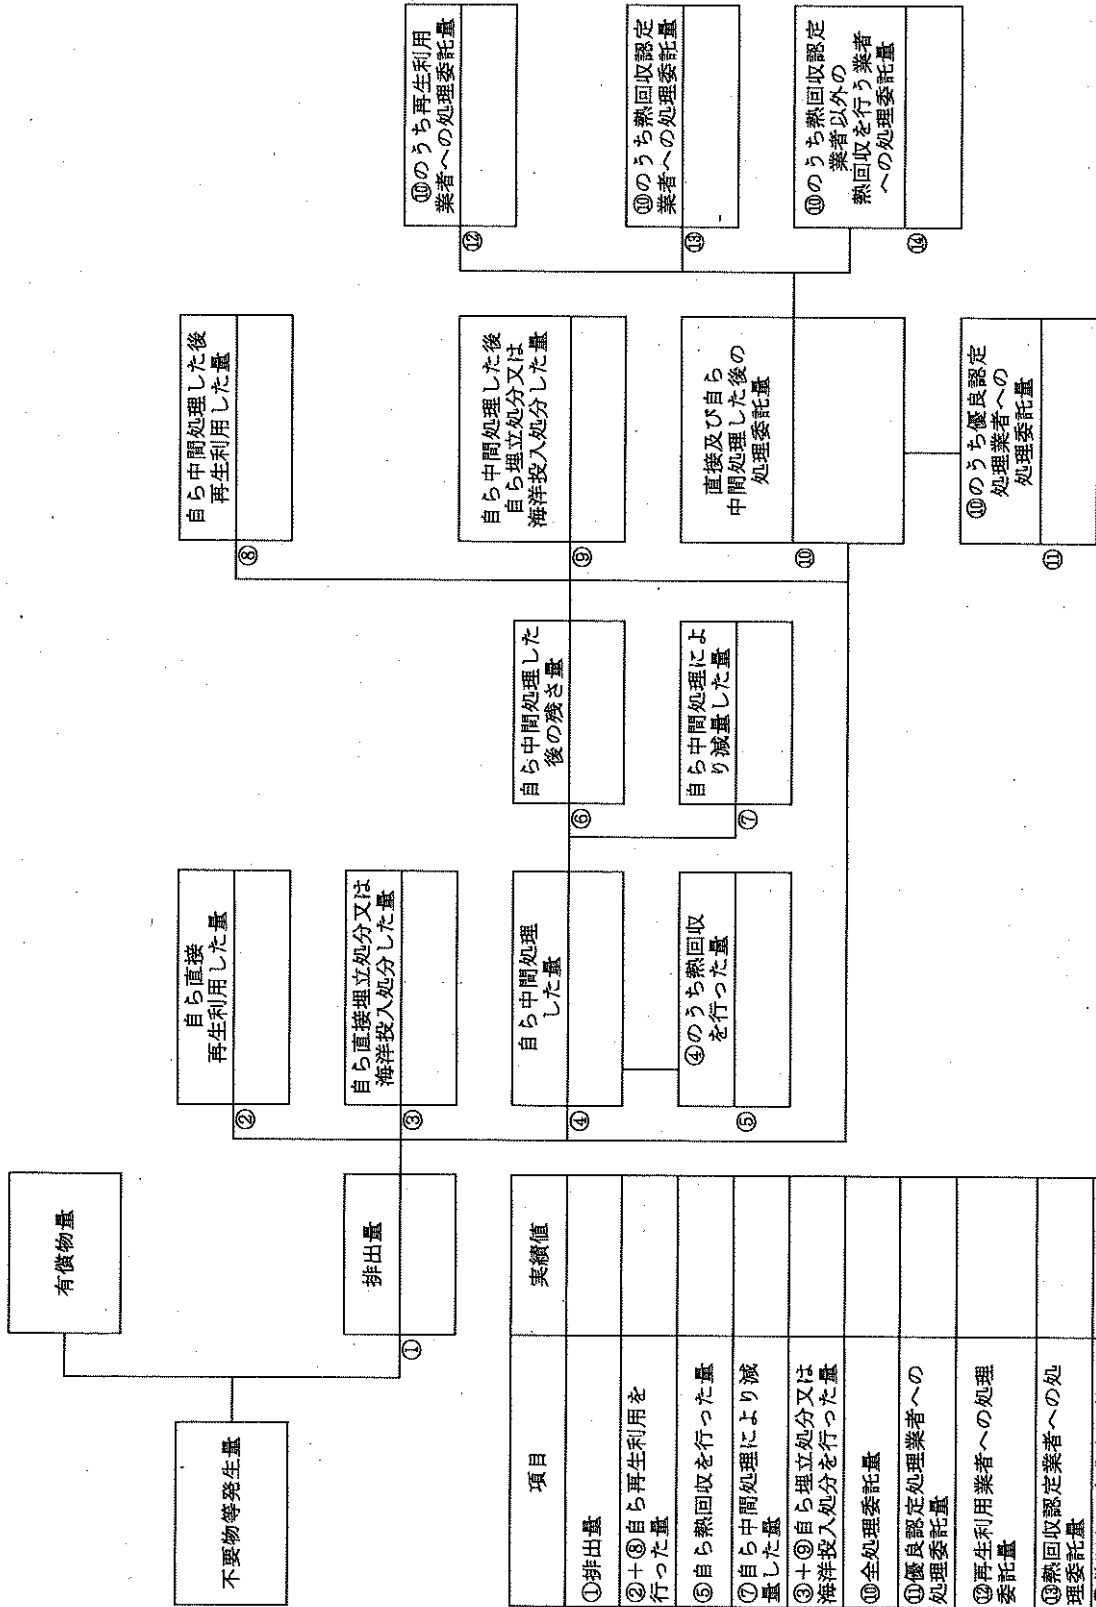 不要物等発生量
有償物量
排出量
①
②
自ら直接
再生利用した量
③
自ら直接埋立処分又は
海洋投入処分した量
④
自ら中間処理
した量
⑤
④のうち熱回収
を行った量
⑥
自ら中間処理した
後の残さ量
⑦
自ら中間処理によ
り減量した量
⑧
自ら中間処理した後
再生利用した量
⑨
自ら中間処理した後
自ら埋立処分又は
海洋投入処分した量
⑩
直接及び自ら
中間処理した後の
処理委託量
⑪
⑩のうち優良認定
処理業者への
処理委託量
⑫
⑩のうち再生利用
業者への処理委託量
⑬
⑩のうち熱回収認定
業者への処理委託量
⑭
⑩のうち熱回収認定
業者以外の
熱回収を行う業者
への処理委託量
項目
実績値
①排出量
②+⑧自ら再生利用を
行った量
⑤自ら熱回収を行った量
⑦自ら中間処理により減
量した量
③+⑨自ら埋立処分又は
海洋投入処分を行った量
⑩全処理委託量
⑪優良認定処理業者への
処理委託量
⑫再生利用業者への処理
委託量
⑬熱回収認定業者への処
理委託量